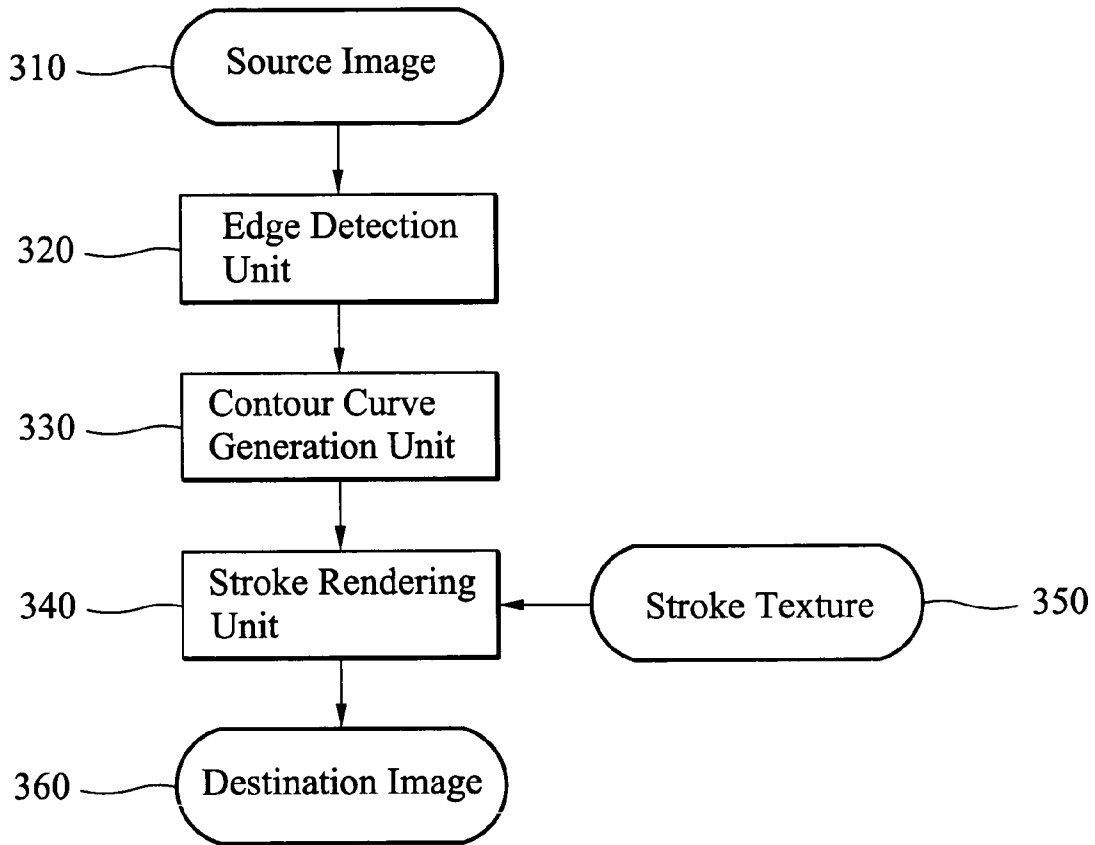 310
Source Image
320
Edge Detection
Unit
330
Contour Curve
Generation Unit
340
Stroke Rendering
Unit
Stroke Texture
350
360
Destination Image